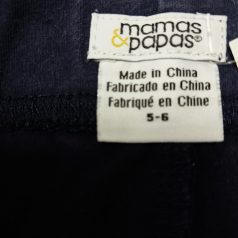 mamas
&papas®
Made in China
Fabricado en China
Fabriqué en Chine
5-6